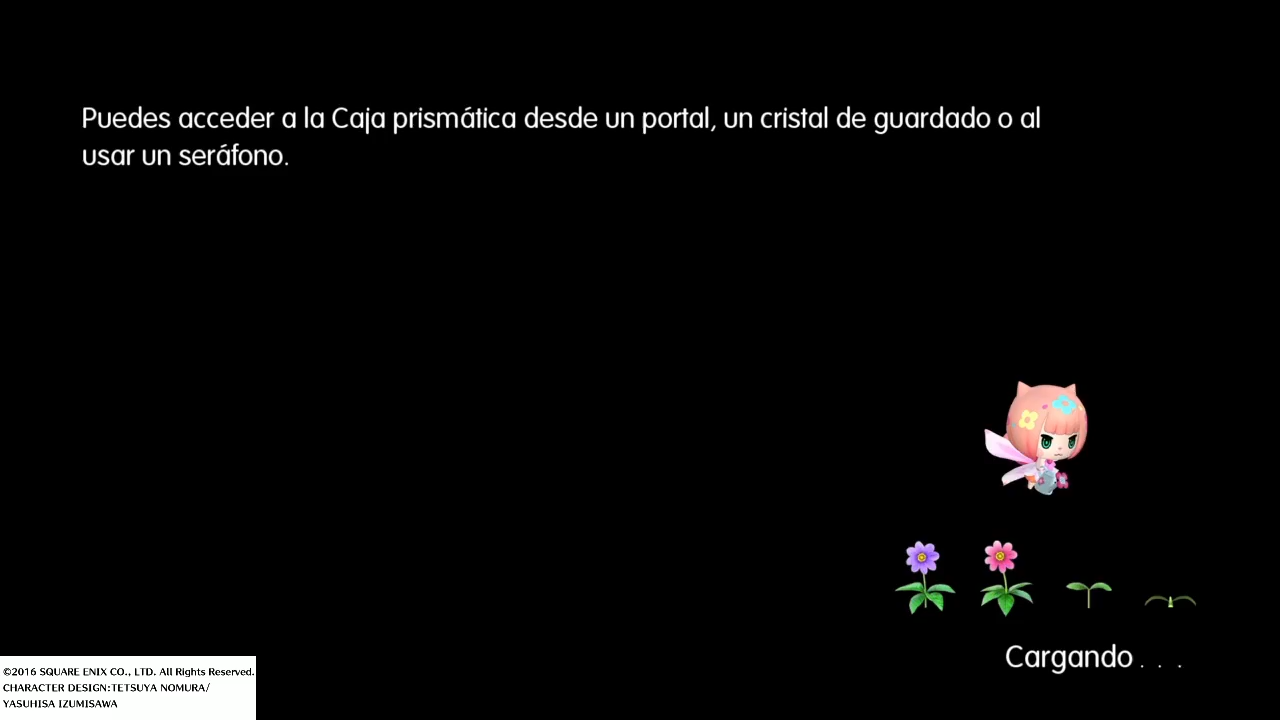 Puedes acceder a la Caja prismática desde un portal, un cristal de guardado o al
usar un seráfono.
Cargando . . .
©2016 SQUARE ENIX CO., LTD. All Rights Reserved.
CHARACTER DESIGN:TETSUYA NOMURA/
YASUHISA IZUMISAWA